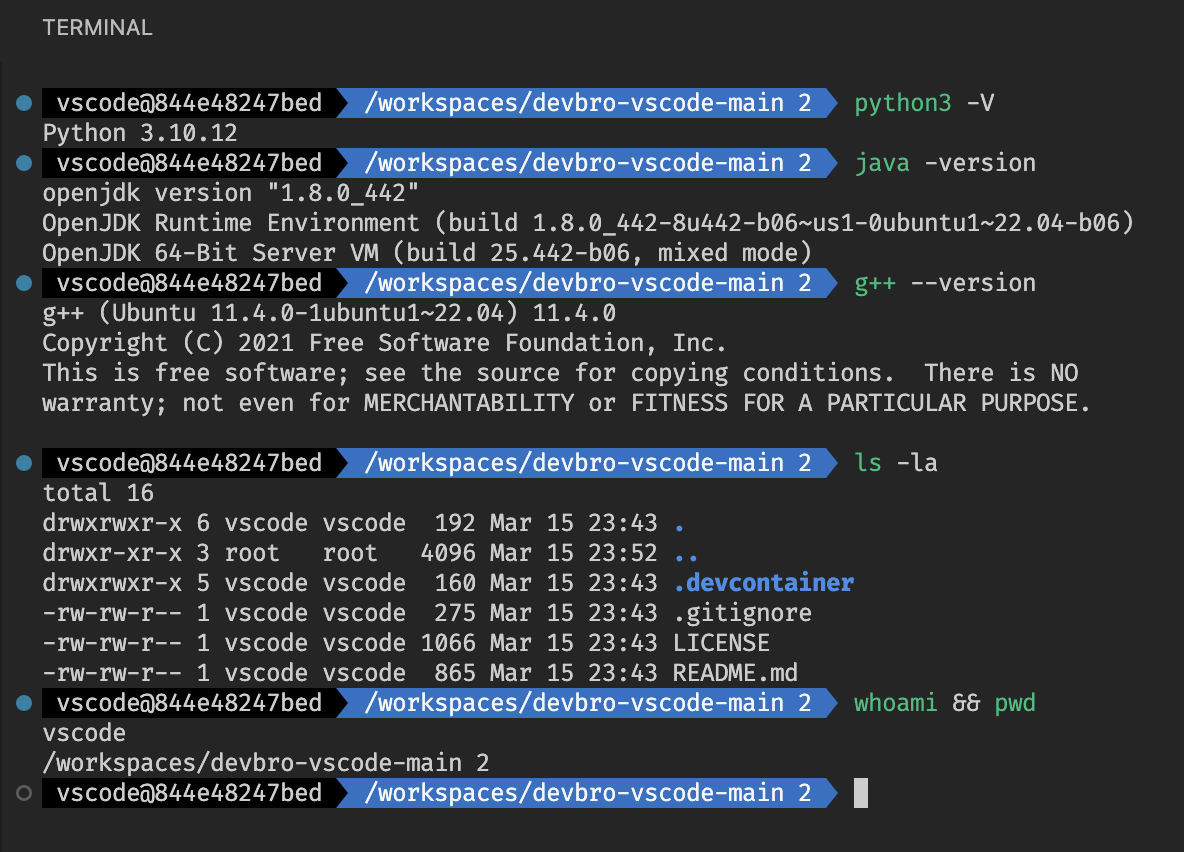 TERMINAL
vscode@844e48247bed /workspaces/devbro-vscode-main 2 python3 -V
Python 3.10.12
vscode@844e48247bed /workspaces/devbro-vscode-main 2 java -version
openjdk version "1.8.0_442"
OpenJDK Runtime Environment (build 1.8.0_442-8u442-b06~us1-0ubuntu1~22.04-b06)
OpenJDK 64-Bit Server VM (build 25.442-b06, mixed mode)
vscode@844e48247bed /workspaces/devbro-vscode-main 2 g++ --version
g++ (Ubuntu 11.4.0-1ubuntu1~22.04) 11.4.0
Copyright (C) 2021 Free Software Foundation, Inc.
This is free software; see the source for copying conditions.  There is NO
warranty; not even for MERCHANTABILITY or FITNESS FOR A PARTICULAR PURPOSE.
vscode@844e48247bed /workspaces/devbro-vscode-main 2 ls -la
total 16
drwxrwxr-x 6 vscode vscode  192 Mar 15 23:43 .
drwxr-xr-x 3 root   root   4096 Mar 15 23:52 ..
drwxrwxr-x 5 vscode vscode  160 Mar 15 23:43 .devcontainer
-rw-rw-r-- 1 vscode vscode  275 Mar 15 23:43 .gitignore
-rw-rw-r-- 1 vscode vscode 1066 Mar 15 23:43 LICENSE
-rw-rw-r-- 1 vscode vscode  865 Mar 15 23:43 README.md
vscode@844e48247bed /workspaces/devbro-vscode-main 2 whoami && pwd
vscode
/workspaces/devbro-vscode-main 2
vscode@844e48247bed /workspaces/devbro-vscode-main 2